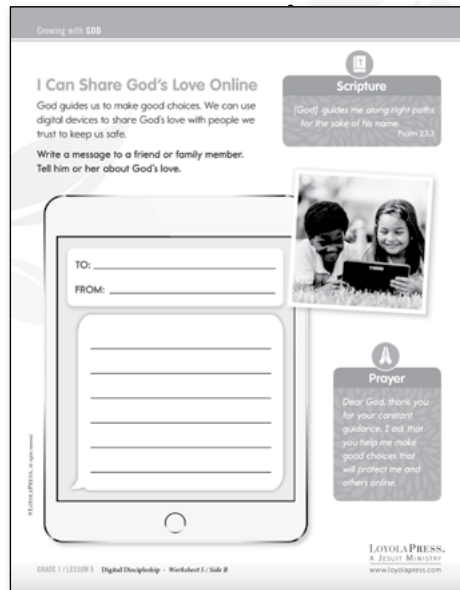 Growing with GOD
I Can Share God's Love Online
God guides us to make good choices. We can use
digital devices to share God's love with people we
trust to keep us safe.
Write a message to a friend or family member.
Tell him or her about God's love.
Scripture
[God] guides me along right paths
for the sake of his name.
Psalm 23:3
TO:
FROM:
Prayer
Dear God, thank you
for your constant
guidance. I ask that
you help me make
good choices that
will protect me and
others online.
© LOYOLAPRESS. All rights reserved.
GRADE 1 / LESSON 5 Digital Discipleship • Worksheet 5 / Side B
LOYOLAPRESS.
A JESUIT MINISTRY
www.loyolapress.com